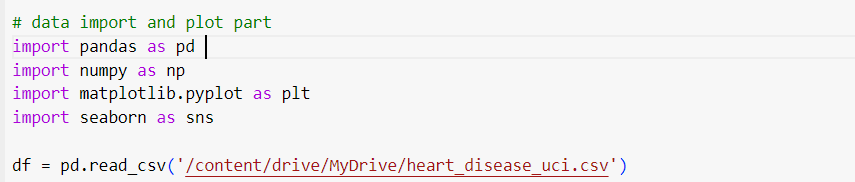 # data import and plot part
import pandas as pd
import numpy as np
import matplotlib.pyplot as plt
import seaborn as sns
df = pd.read_csv('/content/drive/MyDrive/heart_disease_uci.csv')